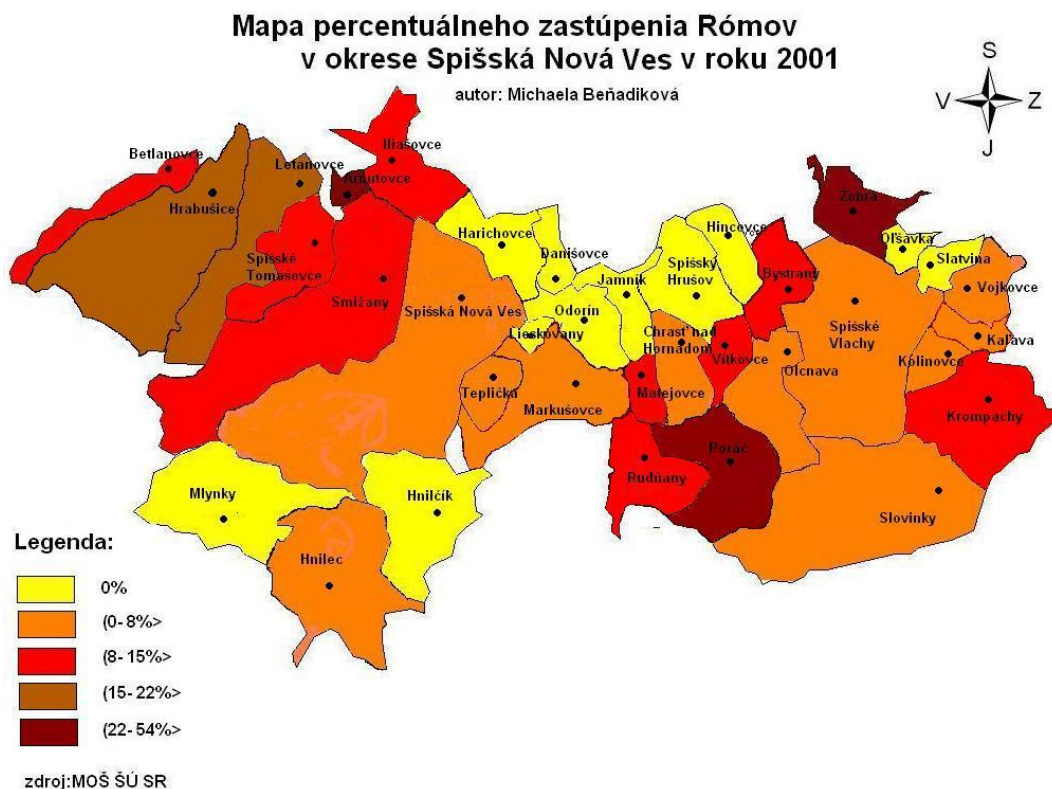 Mapa percentuálneho zastúpenia Rómov
v okrese Spišská Nová Ves v roku 2001
autor: Michaela Beňadiková
S
V Z
J
Betlanovce
Iliašovce
Letanovce
Arnutovce
Hrabušice
Žehra
Harichovce
Hincovce
Oľšavka
Danišovce
Slatvina
Spišské
Tomašovce
Spišský
Hrušov
Bystrany
Smižany
Jamník
Vojkovce
Spišská Nová Ves
Odorín
Lieskovany
Chrasť nad
Hornádom
Spišské
Vlachy
Kaľava
Vítkovce
Kolinovce
Olcnava
Teplička
Matejovce
Markušovce
Krompachy
Poráč
Rudňany
Mlynky
Hnilčík
Slovinky
Hnilec
Legenda:
0%
(0-8%>
(8-15%>
(15-22%>
(22-54%>
zdroj:MOŠ ŠÚ SR